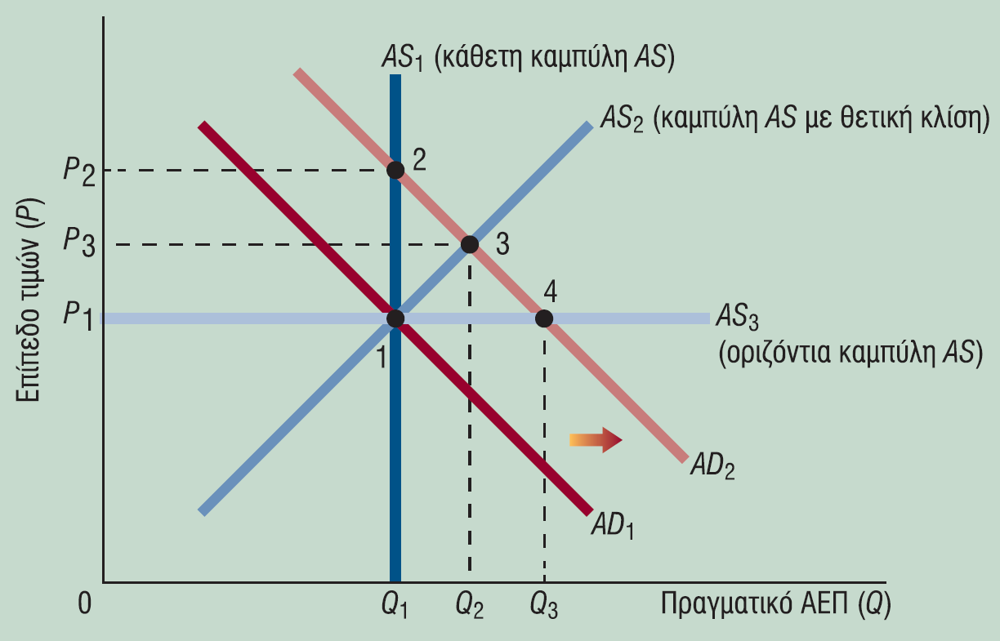 AS1 (κάθετη καμπύλη AS)
AS2 (καμπύλη AS με θετική κλίση)
P2
2
P3
3
Επίπεδο τιμών (P)
4
P1
AS3
(οριζόντια καμπύλη AS)
1
AD2
AD1
0
Q1
Q2
Q3
Πραγματικό ΑΕΠ (Q)